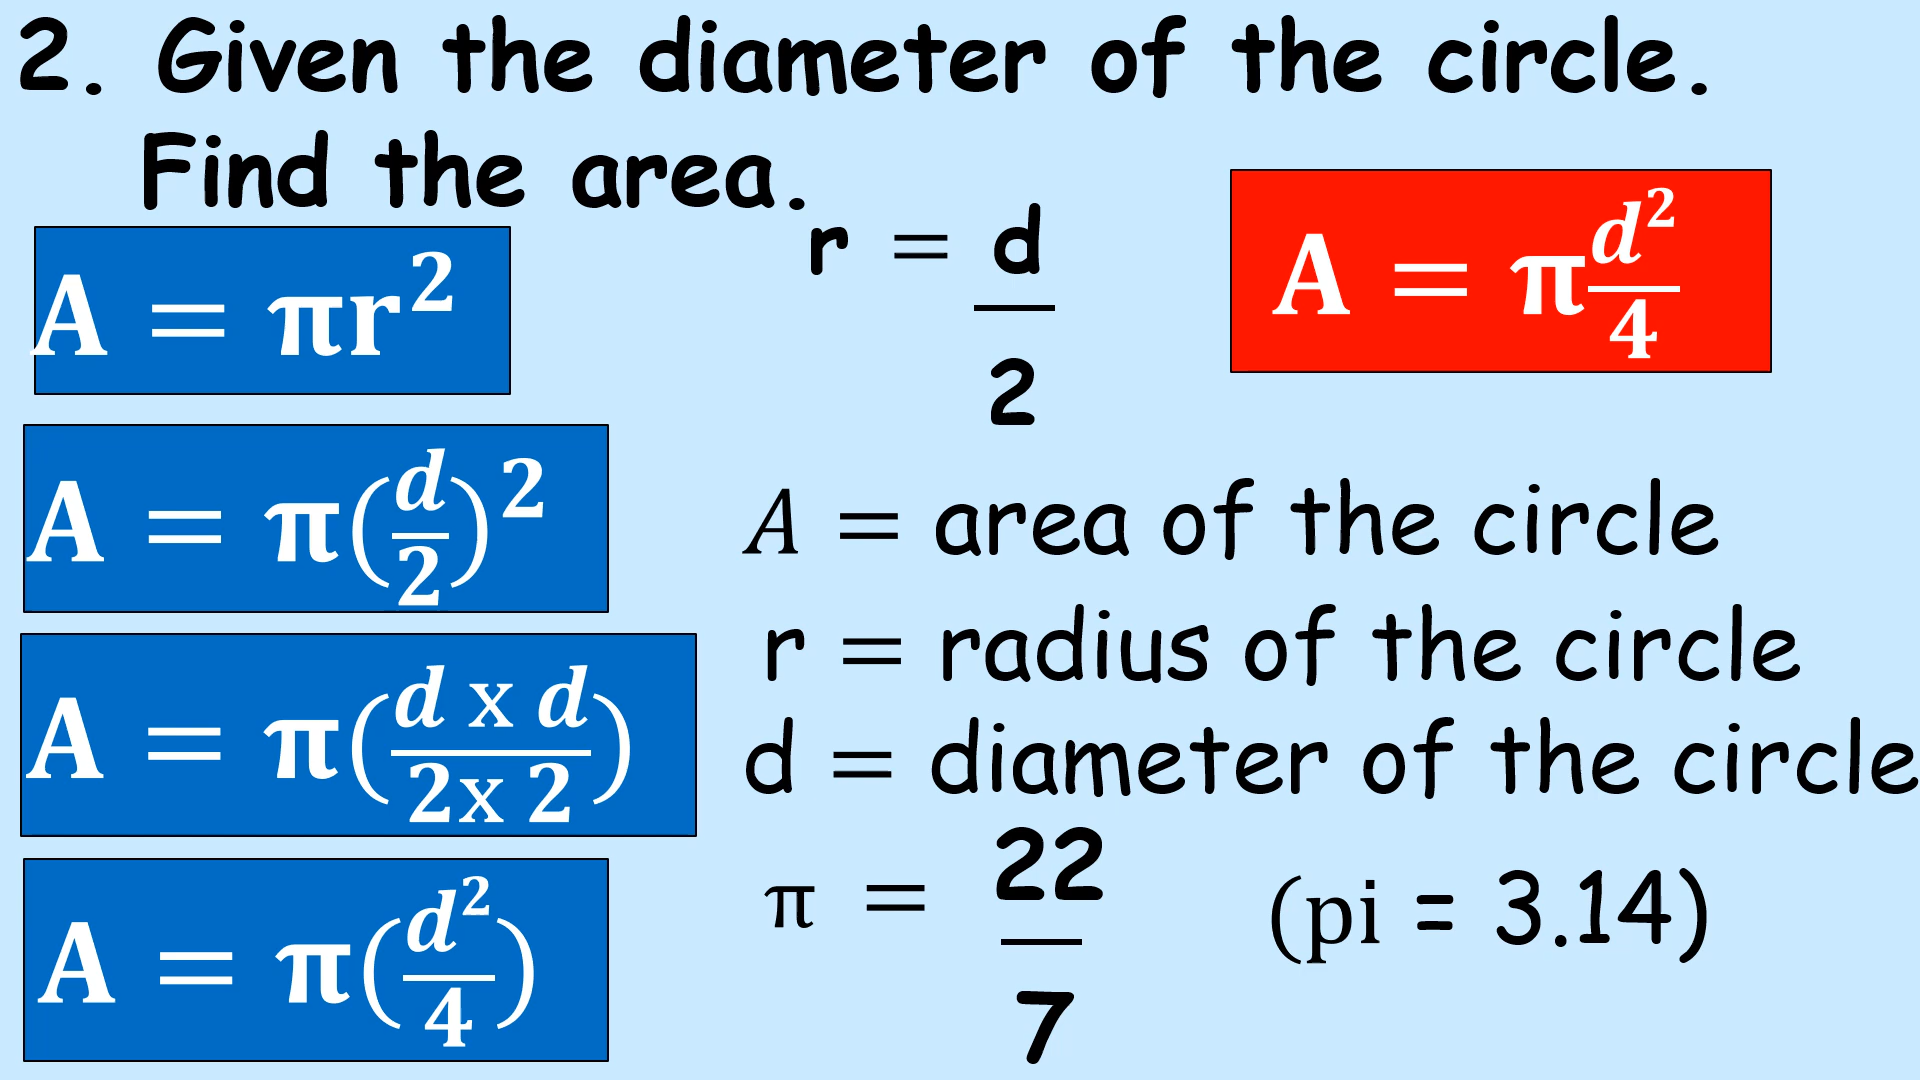 2. Given the diameter of the circle.
Find the area.
A = πr²
r = d/2
A = πd²/4
A = π(d/2)²
A = area of the circle
r = radius of the circle
A = π(d x d/2x 2)
d = diameter of the circle
A = π(d²/4)
π = 22/7 (pi = 3.14)